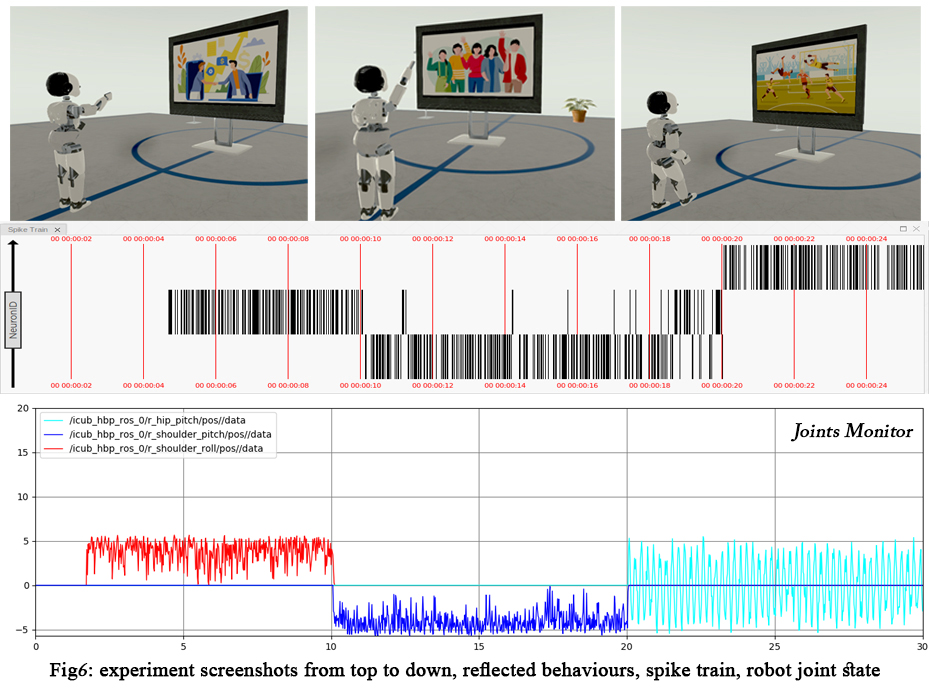 Spike Train
00 00:00:02 00 00:00:04 00 00:00:06 00 00:00:08 00 00:00:10 00 00:00:12 00 00:00:14 00 00:00:16 00 00:00:18 00 00:00:20 00 00:00:22 00 00:00:24
NeuronID
00 00:00:02 00 00:00:04 00 00:00:06 00 00:00:08 00 00:00:10 00 00:00:12 00 00:00:14 00 00:00:16 00 00:00:18 00 00:00:20 00 00:00:22 00 00:00:24
20
/icub_hbp_ros_0/r_hip_pitch/pos//data
/icub_hbp_ros_0/r_shoulder_pitch/pos//data
/icub_hbp_ros_0/r_shoulder_roll/pos//data
Joints Monitor
15
10
5
0
−5
0 5 10 15 20 25 30
Fig6: experiment screenshots from top to down, reflected behaviours, spike train, robot joint state